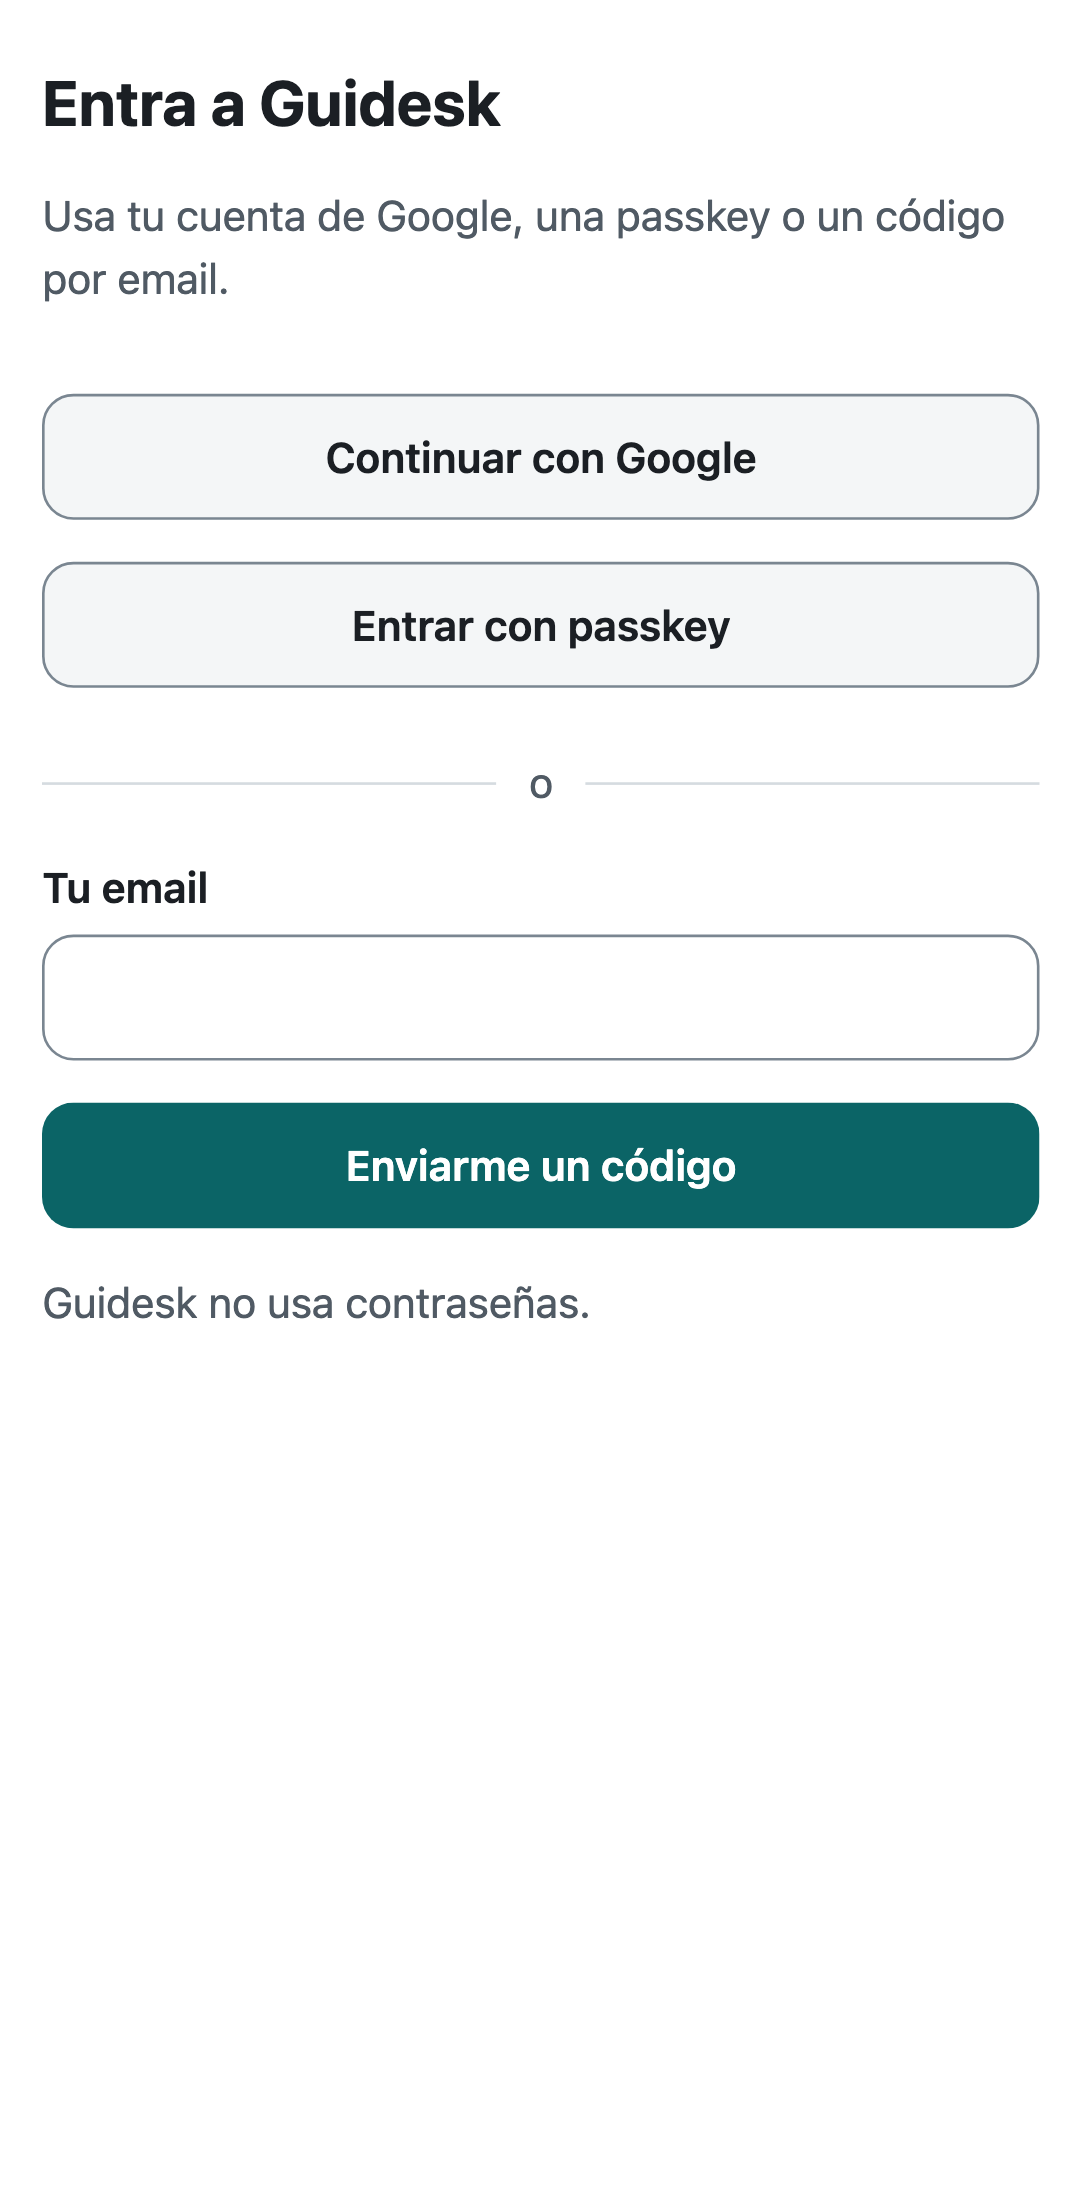 Entra a Guidesk
Usa tu cuenta de Google, una passkey o un código
por email.
Continuar con Google
Entrar con passkey
o
Tu email
Enviarme un código
Guidesk no usa contraseñas.